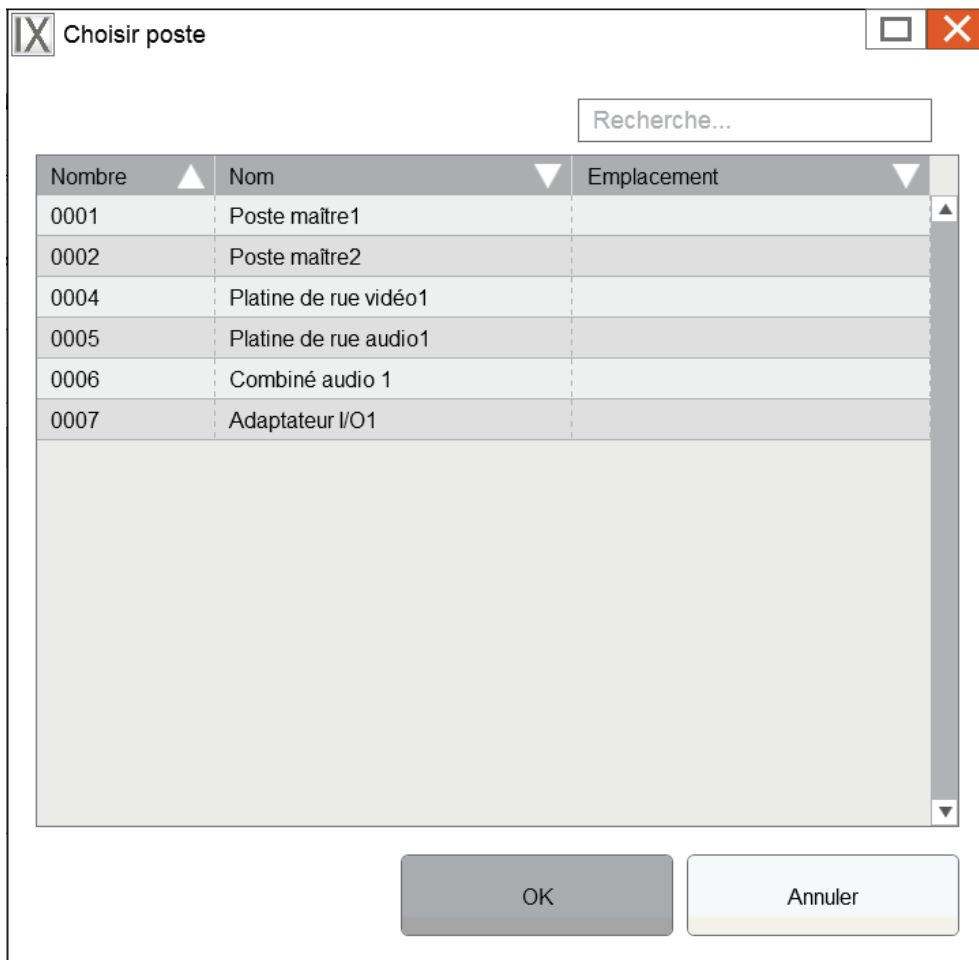 IX Choisir poste
Recherche...
Nombre Nom Emplacement
0001 Poste maître1
0002 Poste maître2
0004 Platine de rue vidéo1
0005 Platine de rue audio1
0006 Combiné audio 1
0007 Adaptateur I/O1
OK Annuler